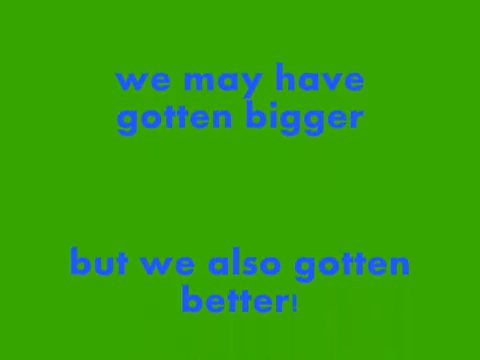 we may have
gotten bigger
but we also gotten
better!